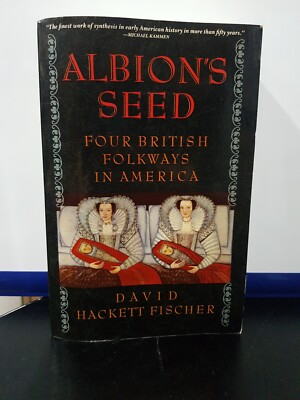 "The finest work of synthesis in early American history in more than fifty years."
—MICHAEL KAMMEN
ALBION'S
SEED
FOUR BRITISH
FOLKWAYS
IN AMERICA
DAVID
HACKETT FISCHER